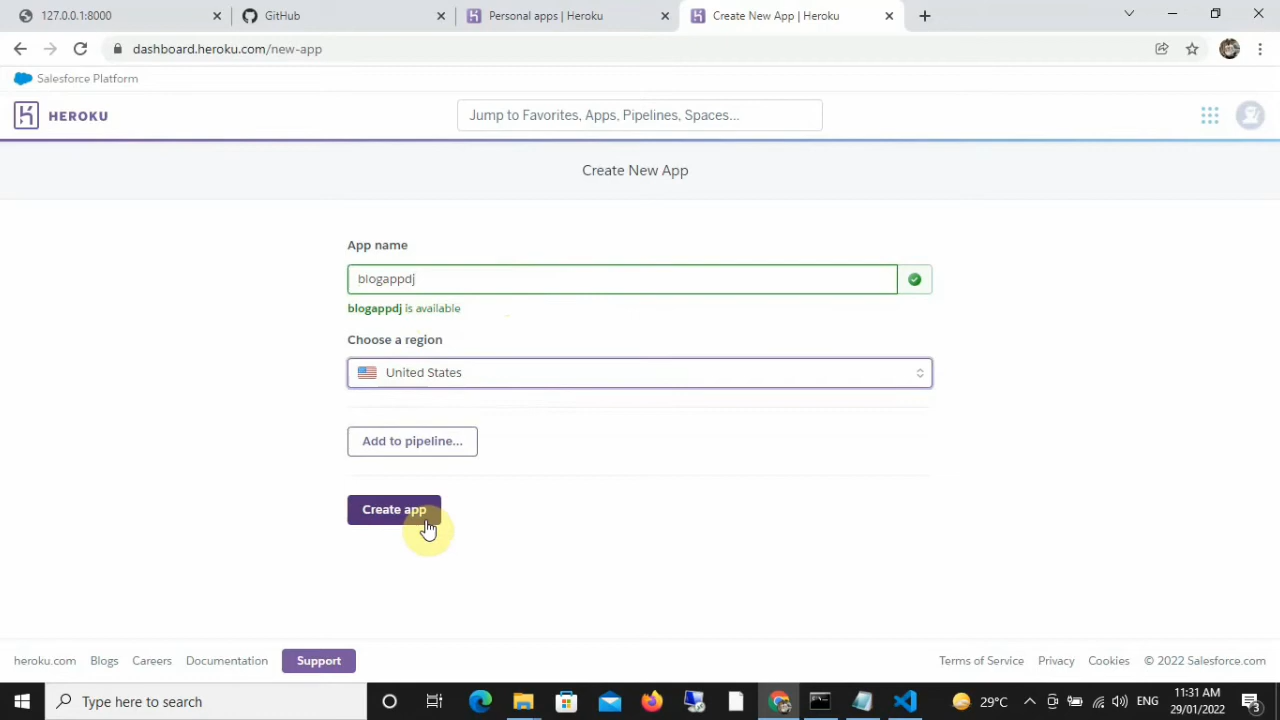 127.0.0.1:8000
GitHub
Personal apps | Heroku
Create New App | Heroku
dashboard.heroku.com/new-app
Salesforce Platform
HEROKU
Jump to Favorites, Apps, Pipelines, Spaces...
Create New App
App name
blogappdj
blogappdj is available
Choose a region
United States
Add to pipeline...
Create app
heroku.com Blogs Careers Documentation Support Terms of Service Privacy Cookies © 2022 Salesforce.com
Type here to search
29°C
ENG
11:31 AM
29/01/2022
3